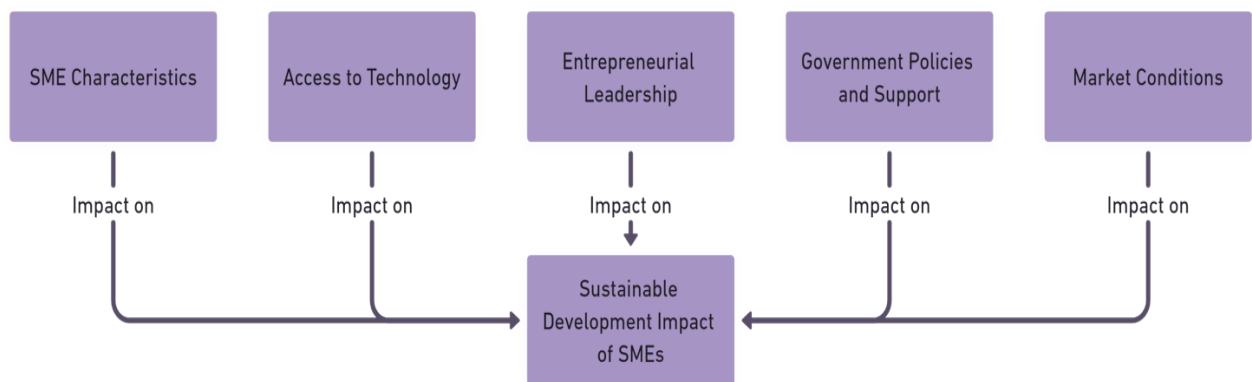 SME Characteristics
Access to Technology
Entrepreneurial
Leadership
Government Policies
and Support
Market Conditions
Impact on
Impact on
Impact on
Impact on
Impact on
Sustainable
Development Impact
of SMEs